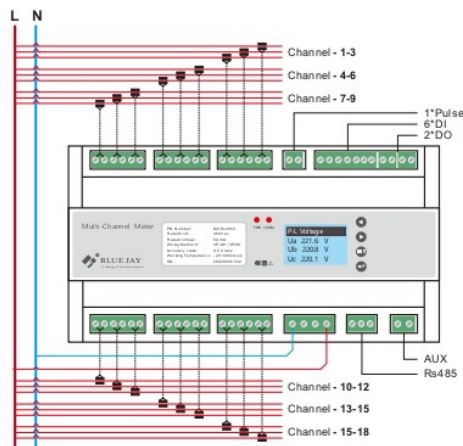 L N
Channel - 1-3
Channel - 4-6
Channel - 7-9
1*Pulse
6*DI
2*DO
Multi-Channel Meter
P-L Voltage
Ua 221.6 V
Ub 220.8 V
Uc 220.1 V
BLUE JAY
AUX
Rs485
Channel - 10-12
Channel - 13-15
Channel - 15-18